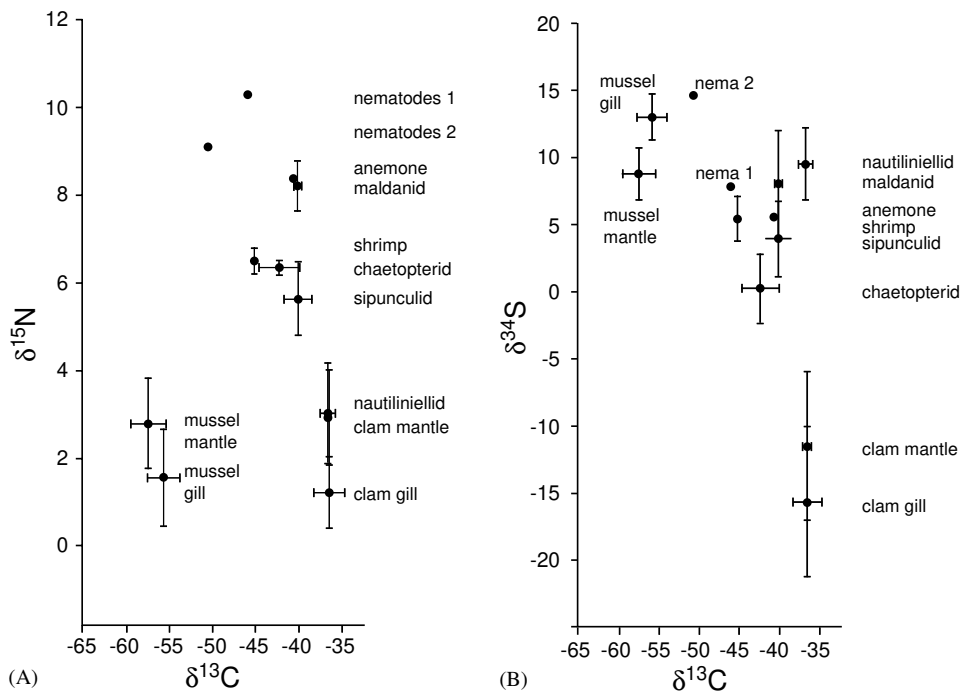 12
10
8
6
4
2
0
δ15N
nematodes 1
nematodes 2
anemone
maldanid
shrimp
chaetopterid
sipunculid
nautiliniellid
clam mantle
clam gill
mussel
mantle
mussel
gill
-65 -60 -55 -50 -45 -40 -35
(A)
δ13C
20
15
10
5
0
-5
-10
-15
-20
δ34S
mussel
gill
nema 2
nema 1
mussel
mantle
nautiliniellid
maldanid
anemone
shrimp
sipunculid
chaetopterid
clam mantle
clam gill
-65 -60 -55 -50 -45 -40 -35
(B)
δ13C